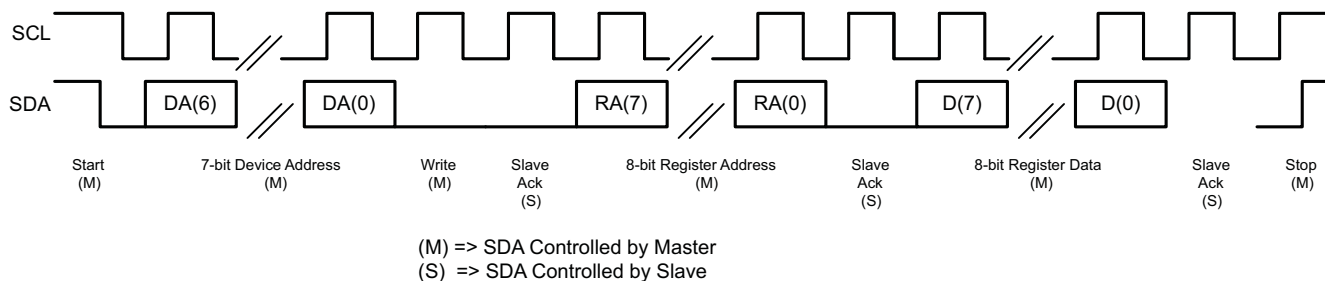 SCL
SDA
DA(6)
DA(0)
RA(7)
RA(0)
D(7)
D(0)
Start
(M)
7-bit Device Address
(M)
Write
(M)
Slave
Ack
(S)
8-bit Register Address
(M)
Slave
Ack
(S)
8-bit Register Data
(M)
Slave
Ack
(S)
Stop
(M)
(M) => SDA Controlled by Master
(S) => SDA Controlled by Slave